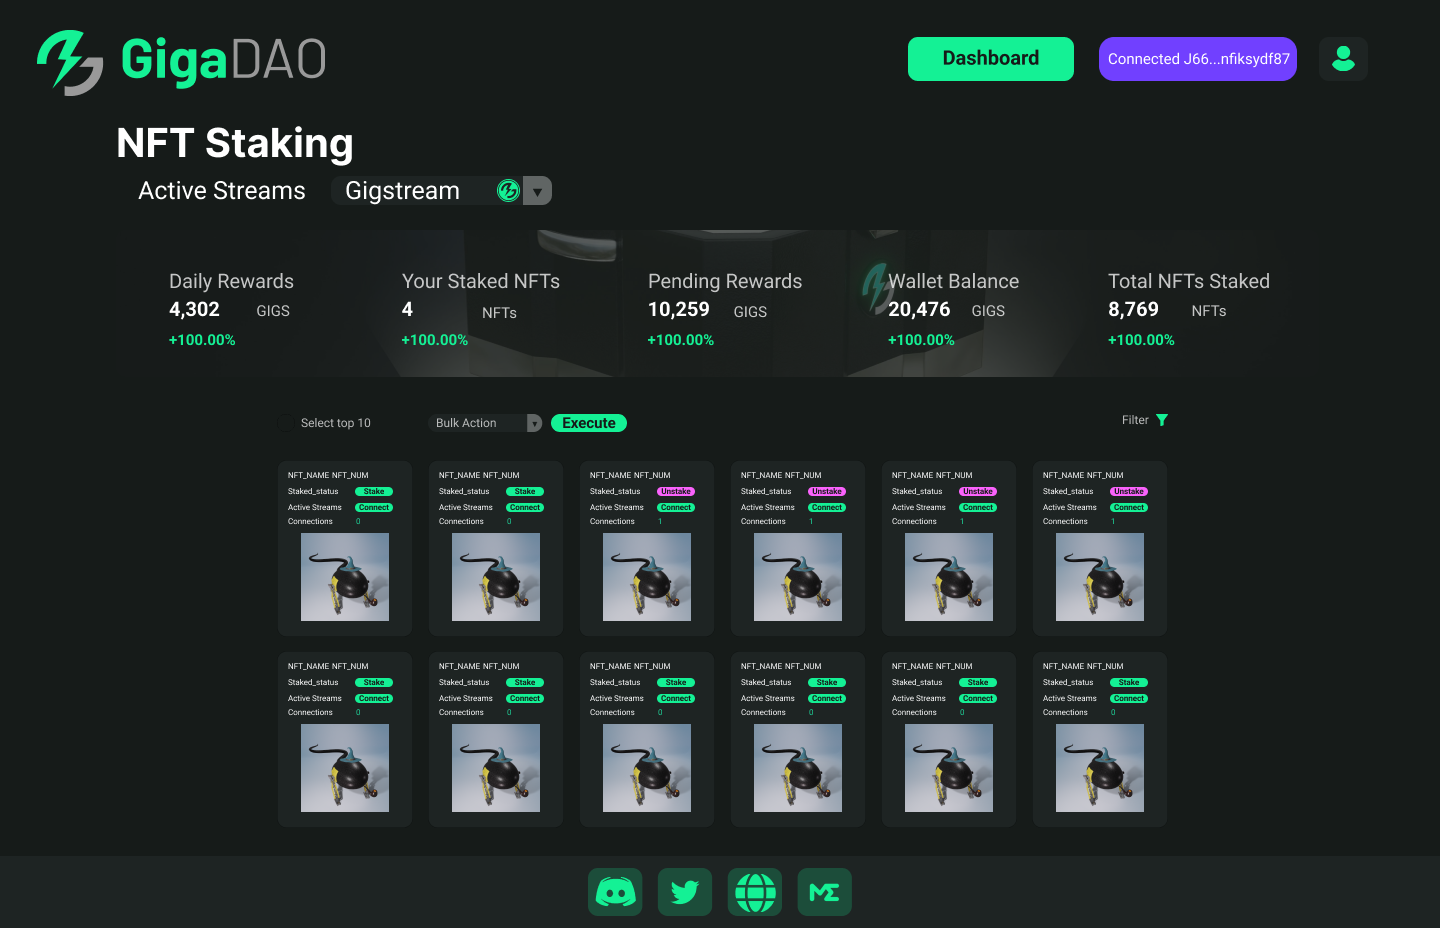 GigaDAO
Dashboard
Connected J66...nfiksydf87
NFT Staking
Active Streams Gigstream
Daily Rewards Your Staked NFTs Pending Rewards Wallet Balance Total NFTs Staked
4,302 GIGS 4 NFTs 10,259 GIGS 20,476 GIGS 8,769 NFTs
+100.00% +100.00% +100.00% +100.00% +100.00%
Select top 10 Bulk Action Execute Filter
NFT_NAME NFT_NUM NFT_NAME NFT_NUM NFT_NAME NFT_NUM NFT_NAME NFT_NUM NFT_NAME NFT_NUM NFT_NAME NFT_NUM
Staked_status Stake Staked_status Stake Staked_status Unstake Staked_status Unstake Staked_status Unstake Staked_status Unstake
Active Streams Connect Active Streams Connect Active Streams Connect Active Streams Connect Active Streams Connect Active Streams Connect
Connections 0 Connections 0 Connections 1 Connections 1 Connections 1 Connections 1
NFT_NAME NFT_NUM NFT_NAME NFT_NUM NFT_NAME NFT_NUM NFT_NAME NFT_NUM NFT_NAME NFT_NUM NFT_NAME NFT_NUM
Staked_status Stake Staked_status Stake Staked_status Stake Staked_status Stake Staked_status Stake Staked_status Stake
Active Streams Connect Active Streams Connect Active Streams Connect Active Streams Connect Active Streams Connect Active Streams Connect
Connections 0 Connections 0 Connections 0 Connections 0 Connections 0 Connections 0
ME